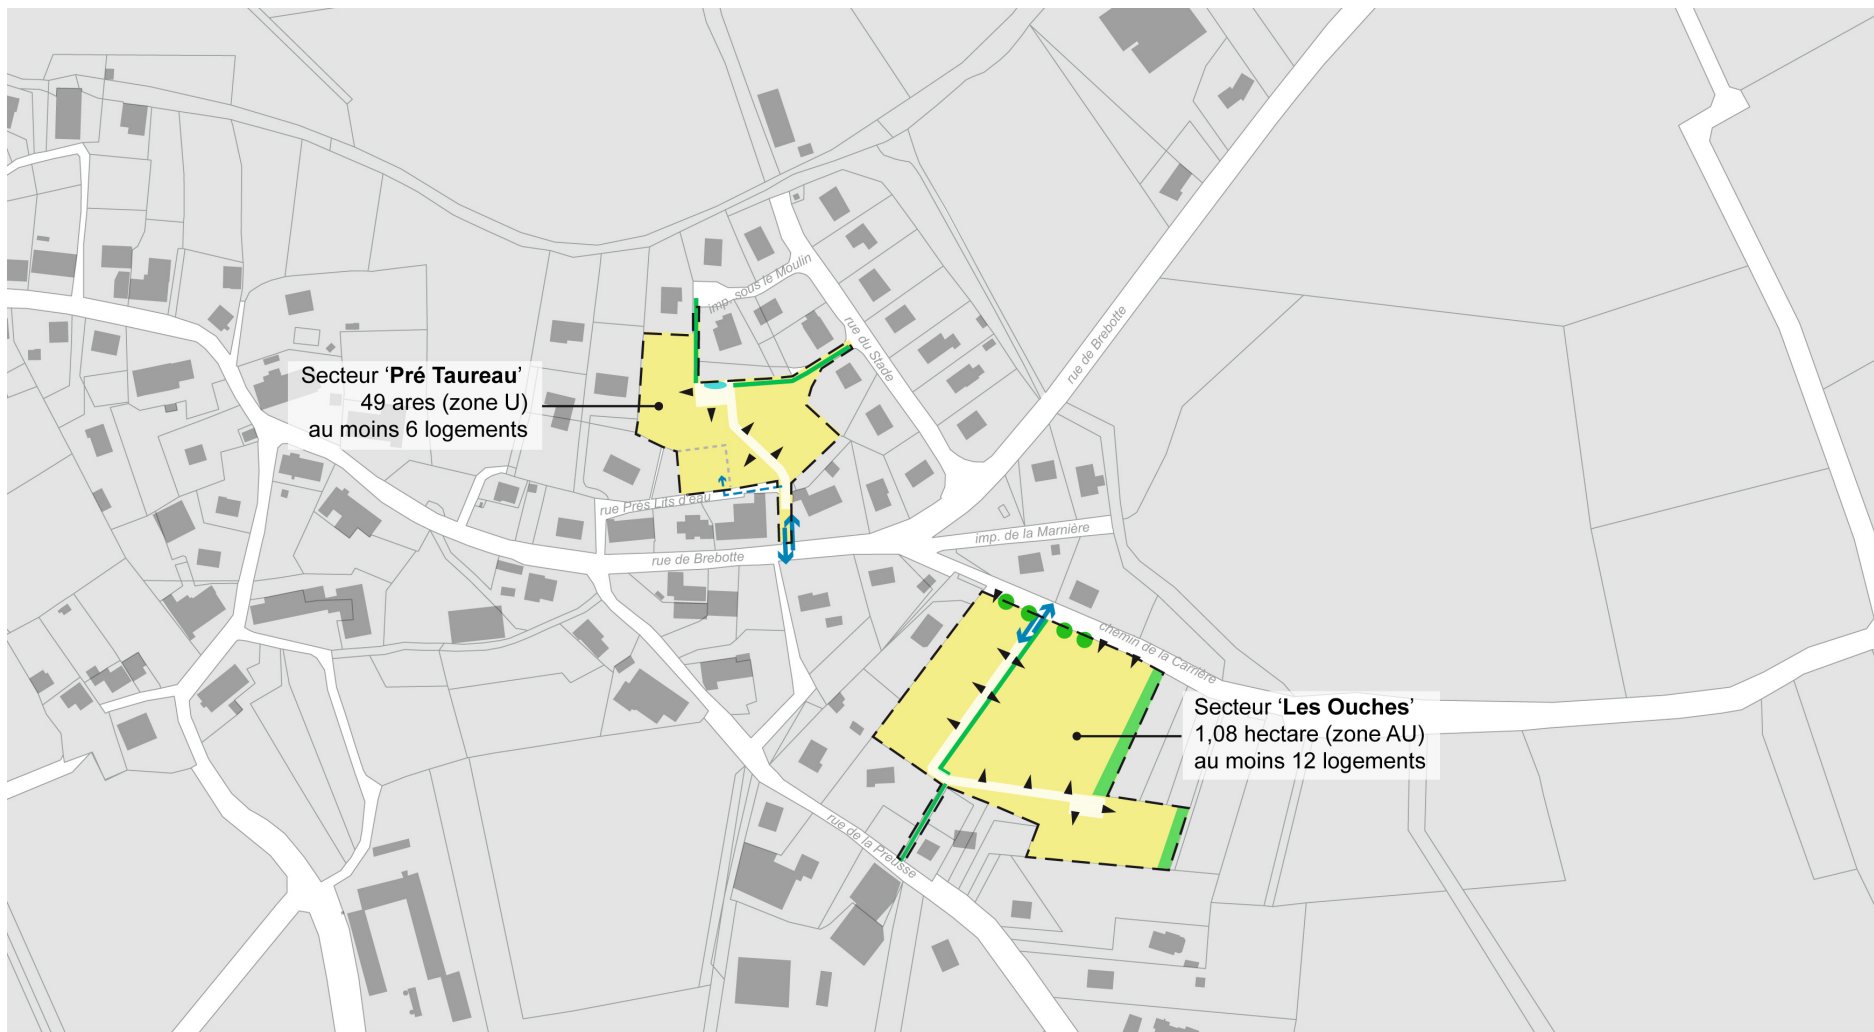 imp. sous le Moulin
rue du Stade
rue de Brebotte
Secteur ‘Pré Taureau’
49 ares (zone U)
au moins 6 logements
rue Près Lits d'eau
rue de Brebotte
imp. de la Marnière
chemin de la Carrière
Secteur ‘Les Ouches’
1,08 hectare (zone AU)
au moins 12 logements
rue de la Preusse